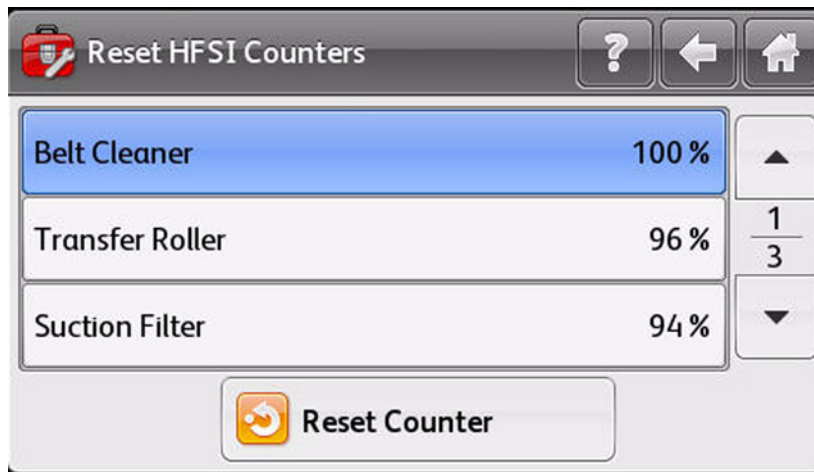 Reset HFSI Counters
?
Belt Cleaner 100 %
Transfer Roller 96 %
1
3
Suction Filter 94 %
Reset Counter